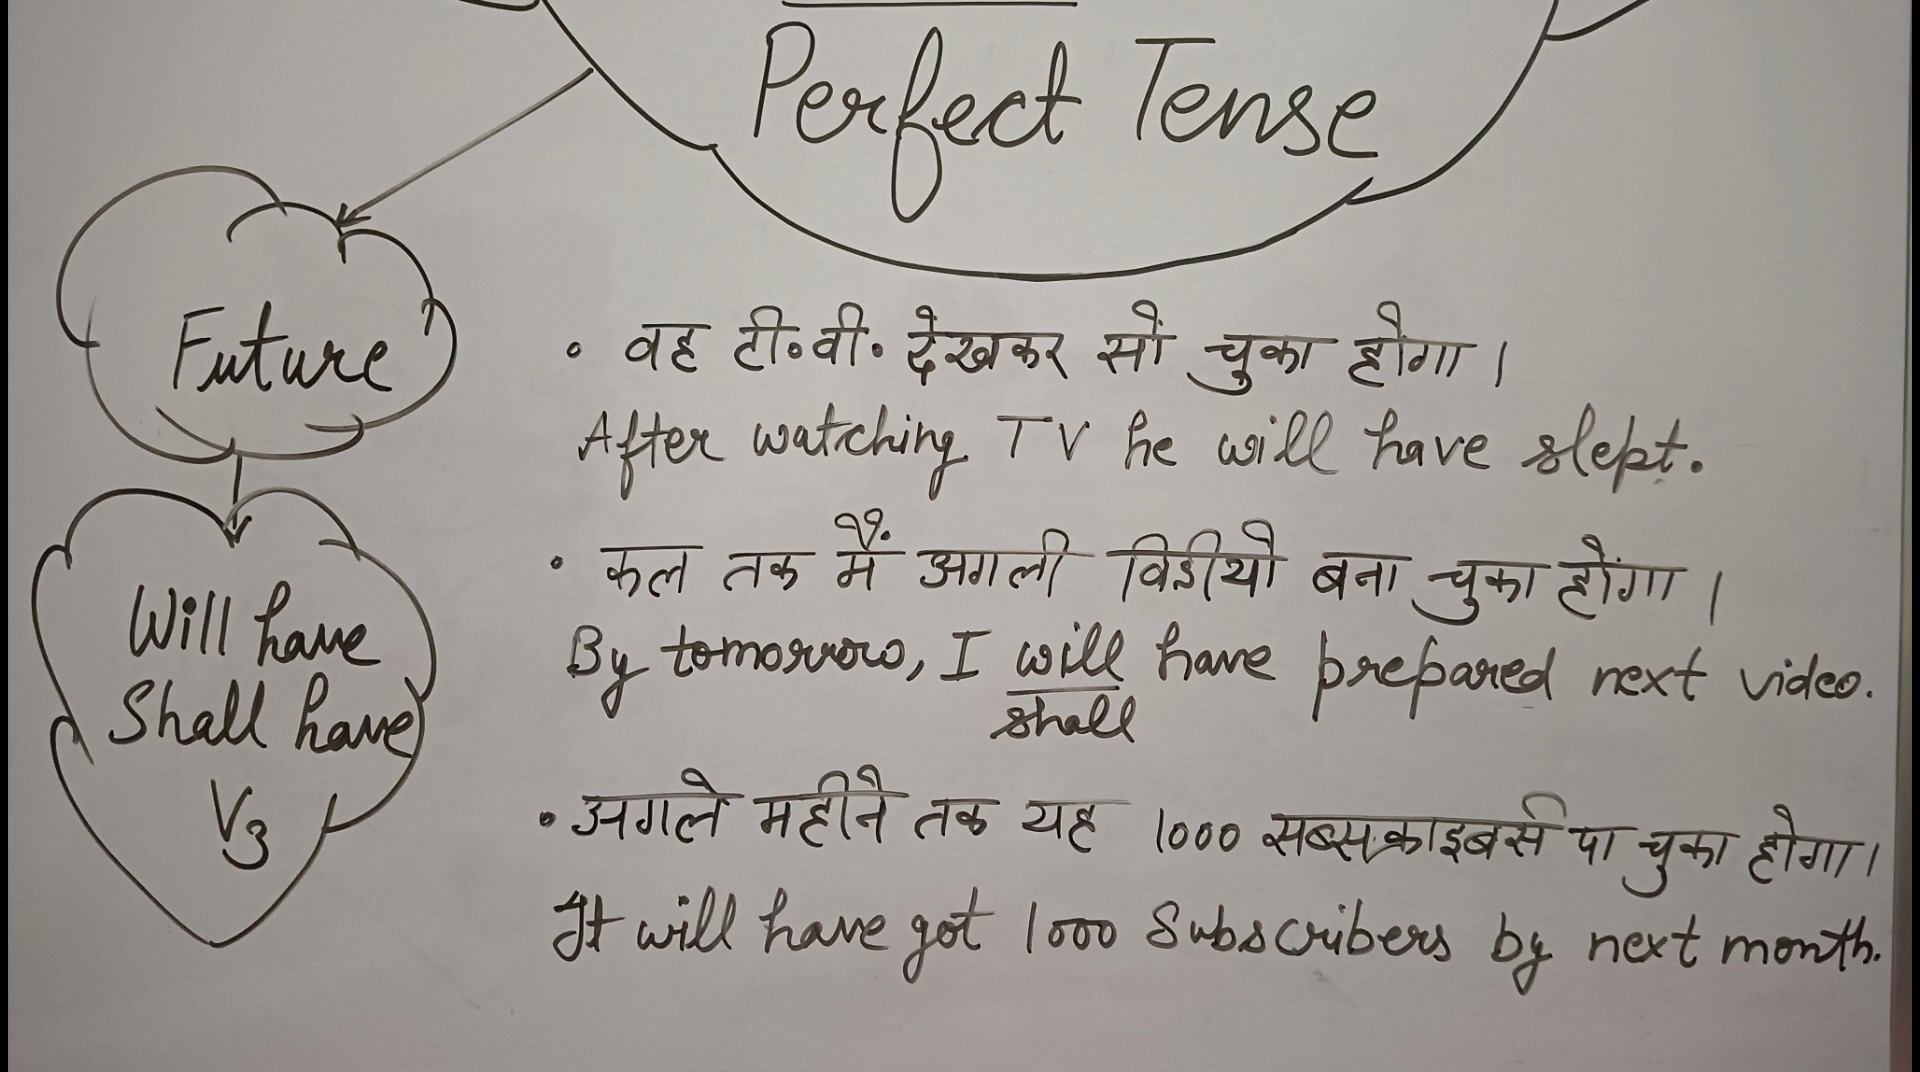 Perfect Tense
Future
Will have
Shall have
V3
• वह टी०वी० देखकर सो चुका होगा।
After watching TV he will have slept.
• कल तक मैं अगली विडीयो बना चुका होंगा।
By tomorrow, I will have prepared next video.
shall
• अगले महीने तक यह 1000 सब्सक्राइबर्स पा चुका होगा।
It will have got 1000 Subscribers by next month.